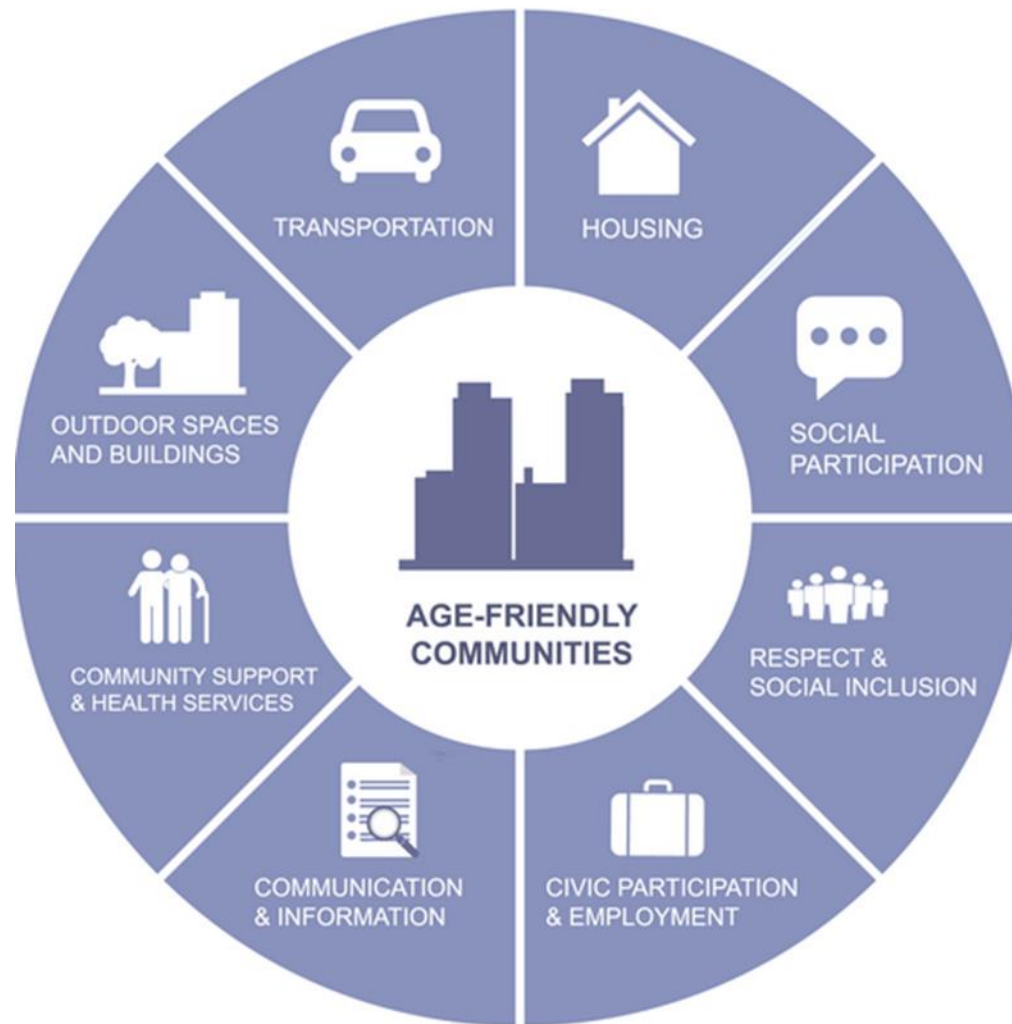 TRANSPORTATION
HOUSING
SOCIAL
PARTICIPATION
RESPECT &
SOCIAL INCLUSION
CIVIC PARTICIPATION
& EMPLOYMENT
COMMUNICATION
& INFORMATION
COMMUNITY SUPPORT
& HEALTH SERVICES
OUTDOOR SPACES
AND BUILDINGS
AGE-FRIENDLY
COMMUNITIES